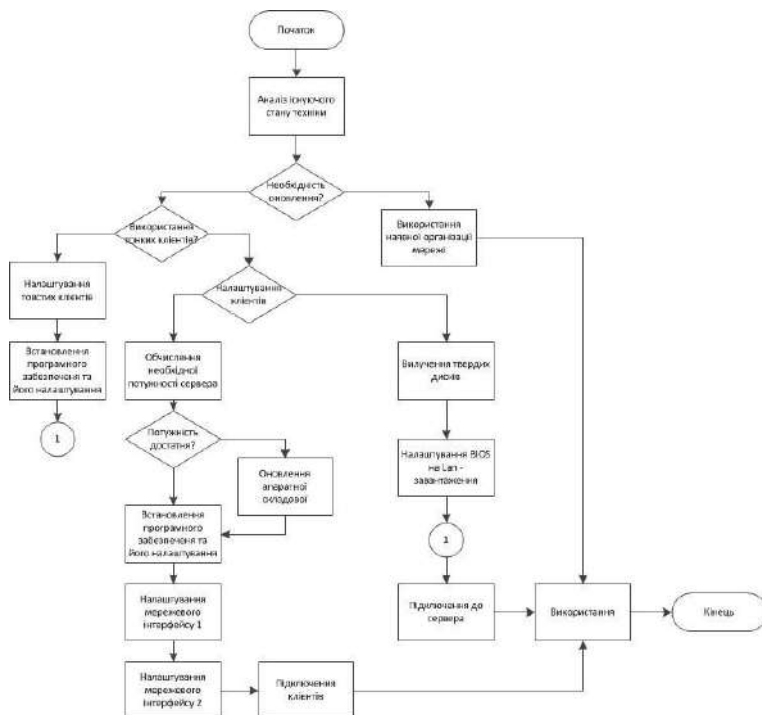 Початок
Аналіз існуючого
стану техніки
Необхідність
оновлення?
Використання
тонких клієнтів?
Використання
наявної організації
мережі
Налаштування
товстих клієнтів
Налаштування
клієнтів
Встановлення
програмного
забезпеченя та
його налаштування
Обчислення
необхідної
потужності сервера
Вилучення твердих
дисків
1
Потужність
достатня?
Оновлення
апаратної
складової
Налаштування BIOS
на Lan -
завантаження
Встановлення
програмного
забезпеченя та
його налаштування
1
Налаштування
мережевого
інтерфейсу 1
Підключення до
сервера
Використання
Кінець
Налаштування
мережевого
інтерфейсу 2
Підключення
клієнтів